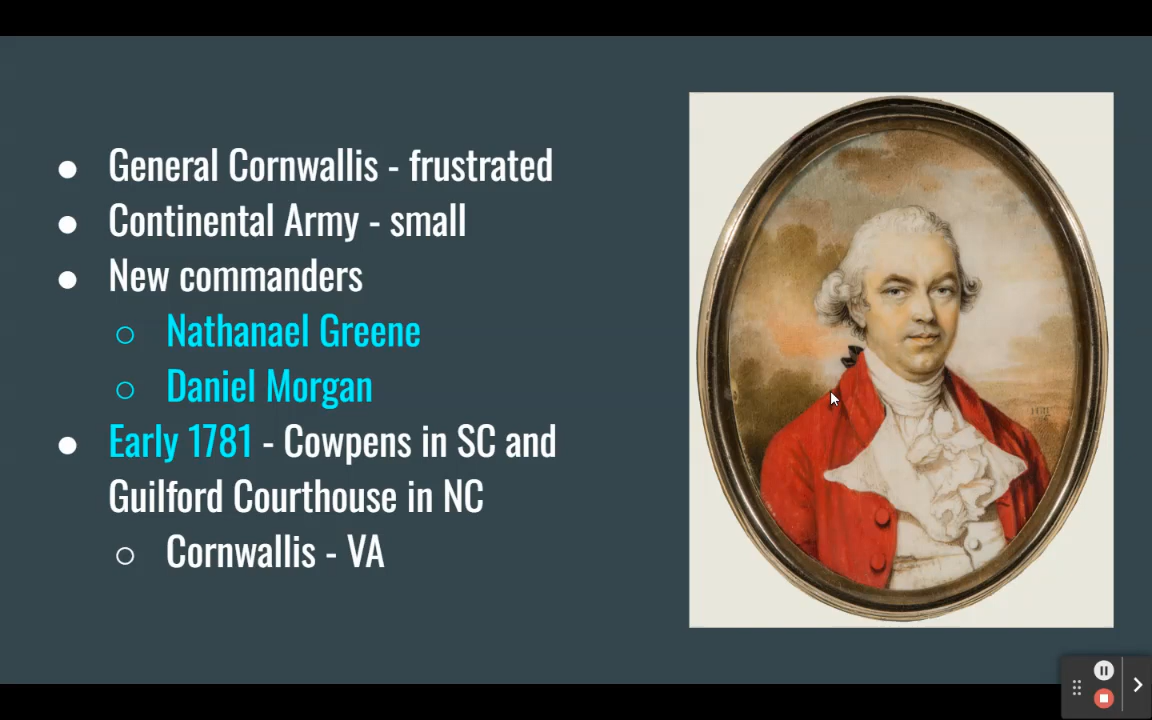 ● General Cornwallis - frustrated
● Continental Army - small
● New commanders
○ Nathanael Greene
○ Daniel Morgan
● Early 1781 - Cowpens in SC and
Guilford Courthouse in NC
○ Cornwallis - VA